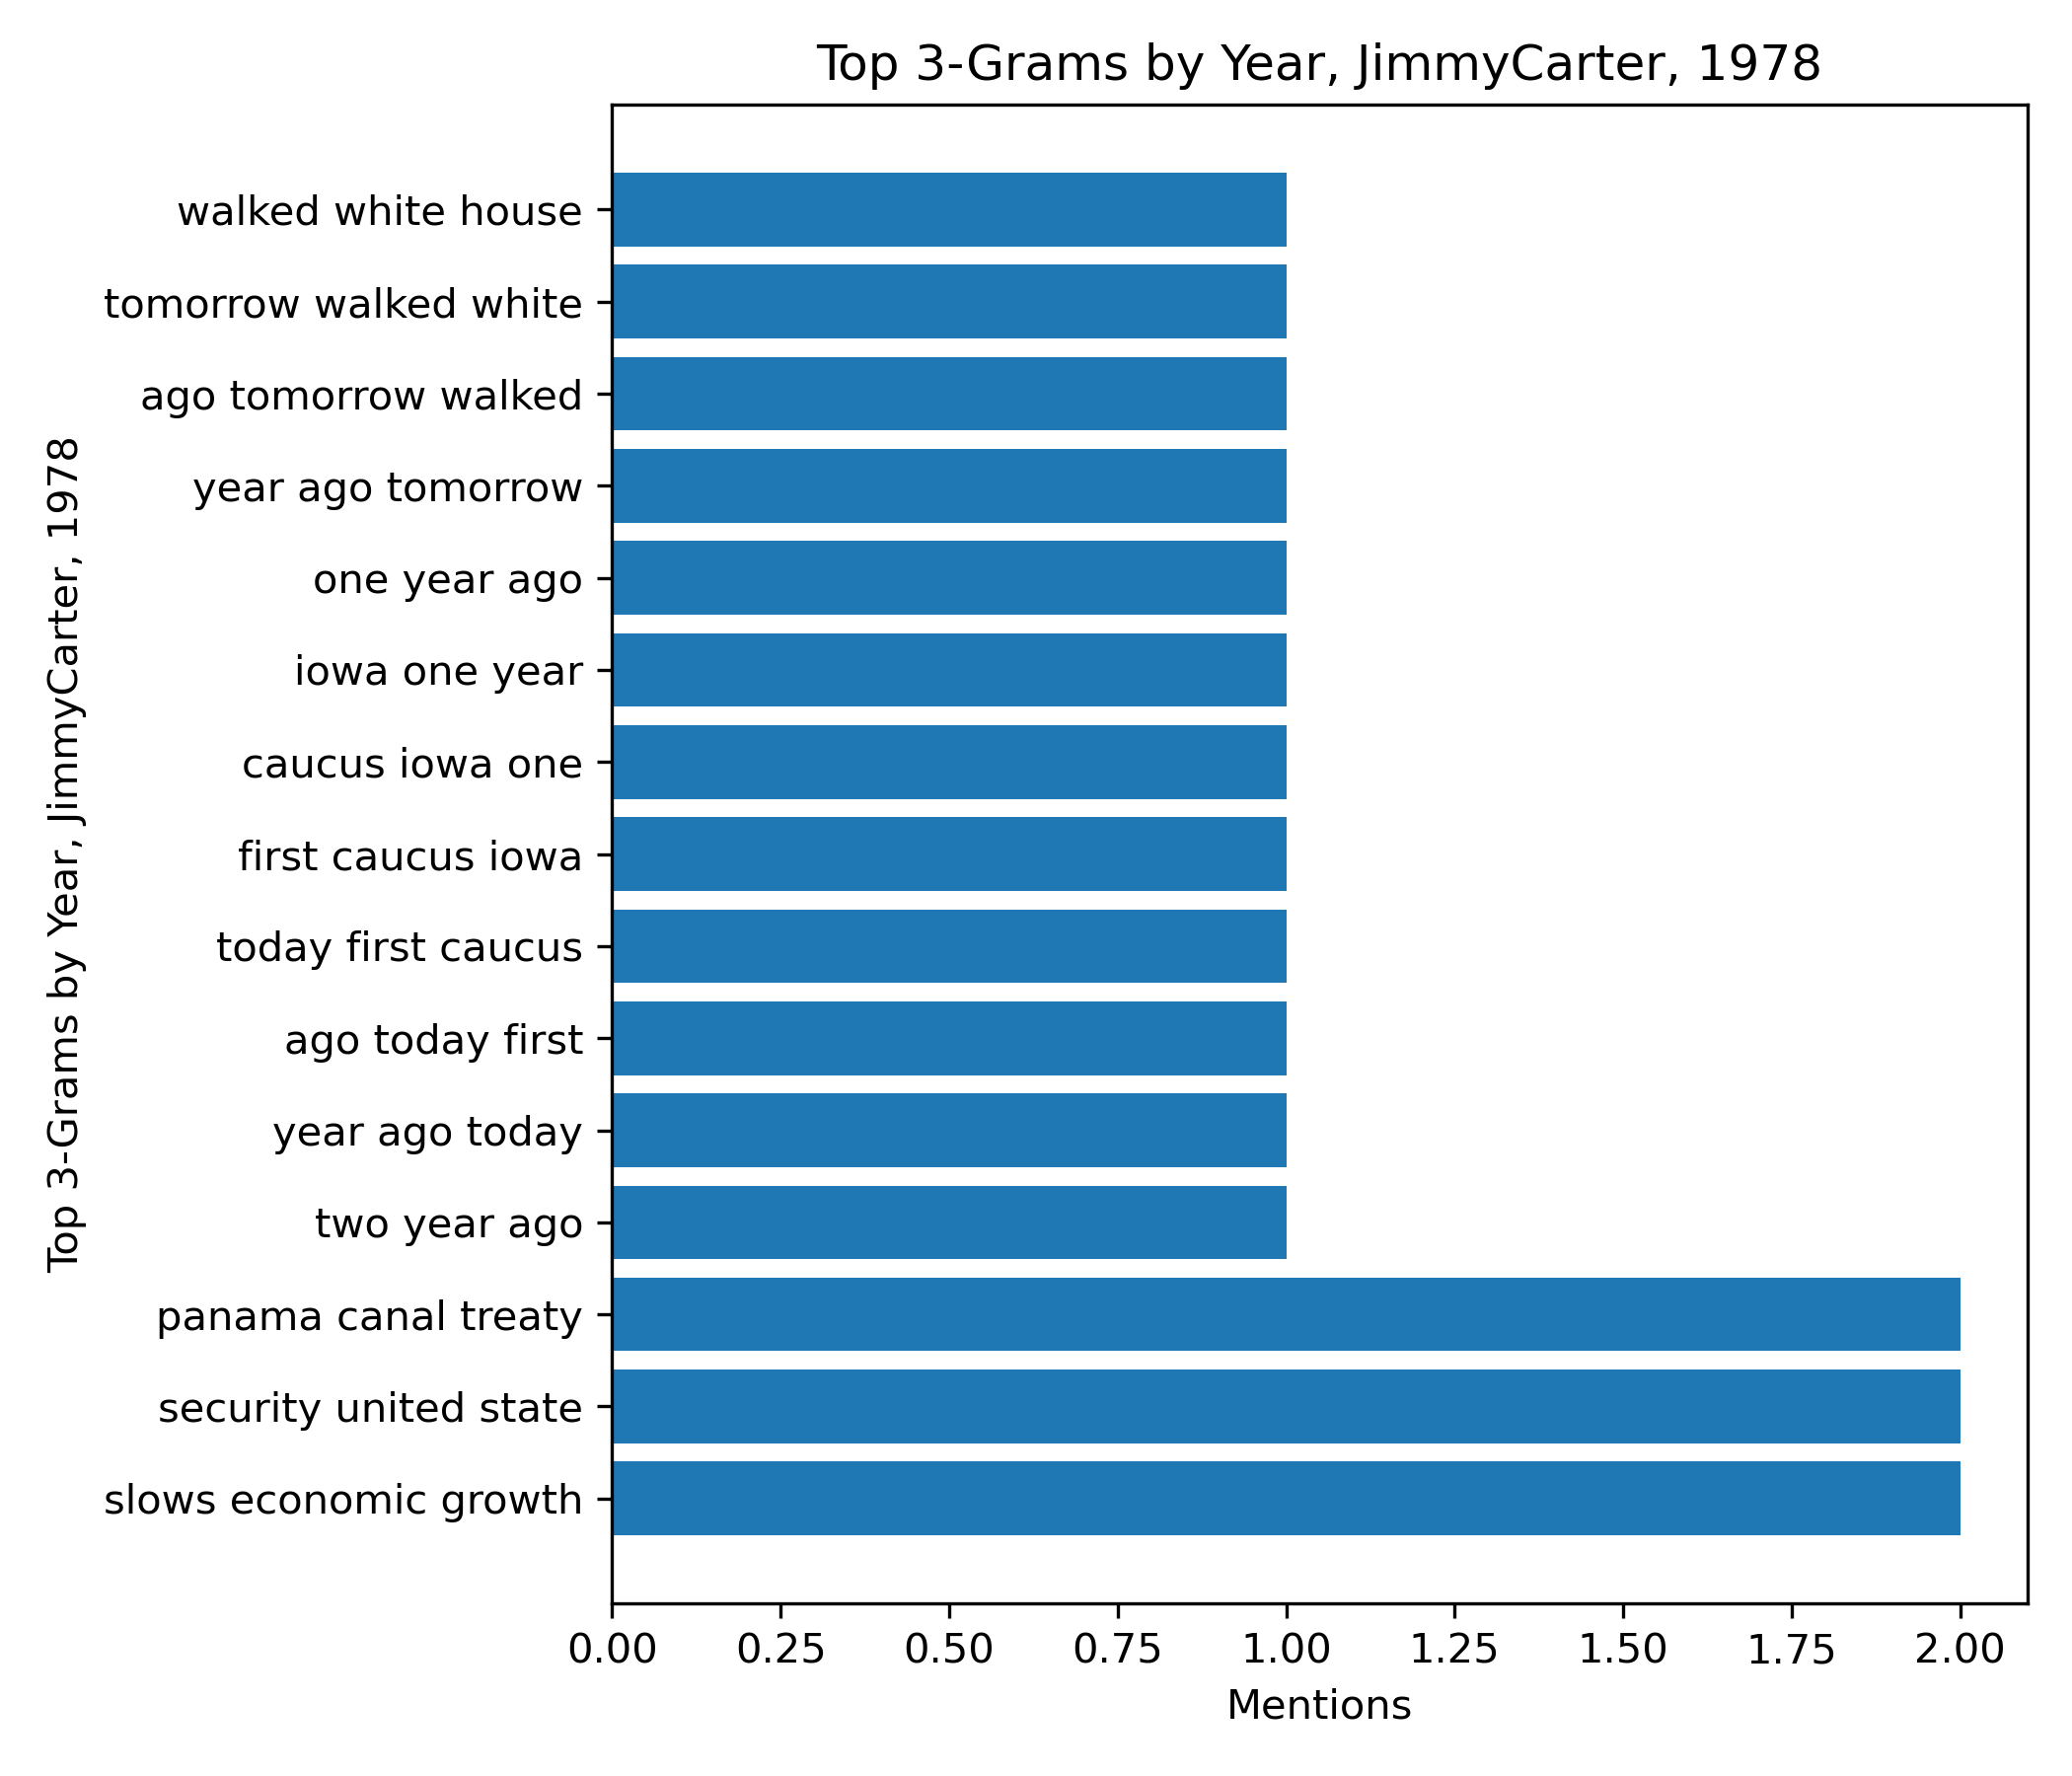 Top 3-Grams by Year, JimmyCarter, 1978
Top 3-Grams by Year, JimmyCarter, 1978
walked white house
tomorrow walked white
ago tomorrow walked
year ago tomorrow
one year ago
iowa one year
caucus iowa one
first caucus iowa
today first caucus
ago today first
year ago today
two year ago
panama canal treaty
security united state
slows economic growth
0.00 0.25 0.50 0.75 1.00 1.25 1.50 1.75 2.00
Mentions